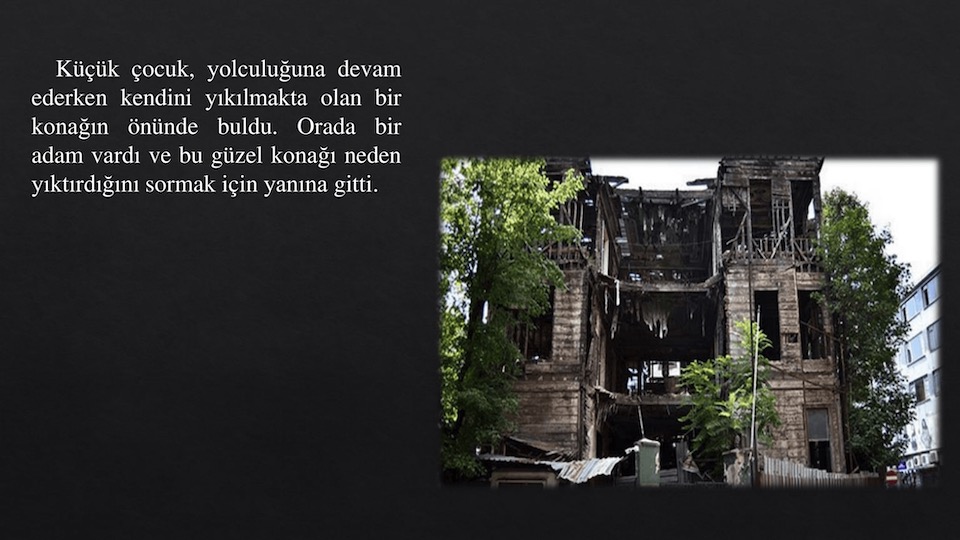 Küçük çocuk, yolculuğuna devam
ederken kendini yıkılmakta olan bir
konağın önünde buldu. Orada bir
adam vardı ve bu güzel konağı neden
yıktırdığını sormak için yanına gitti.